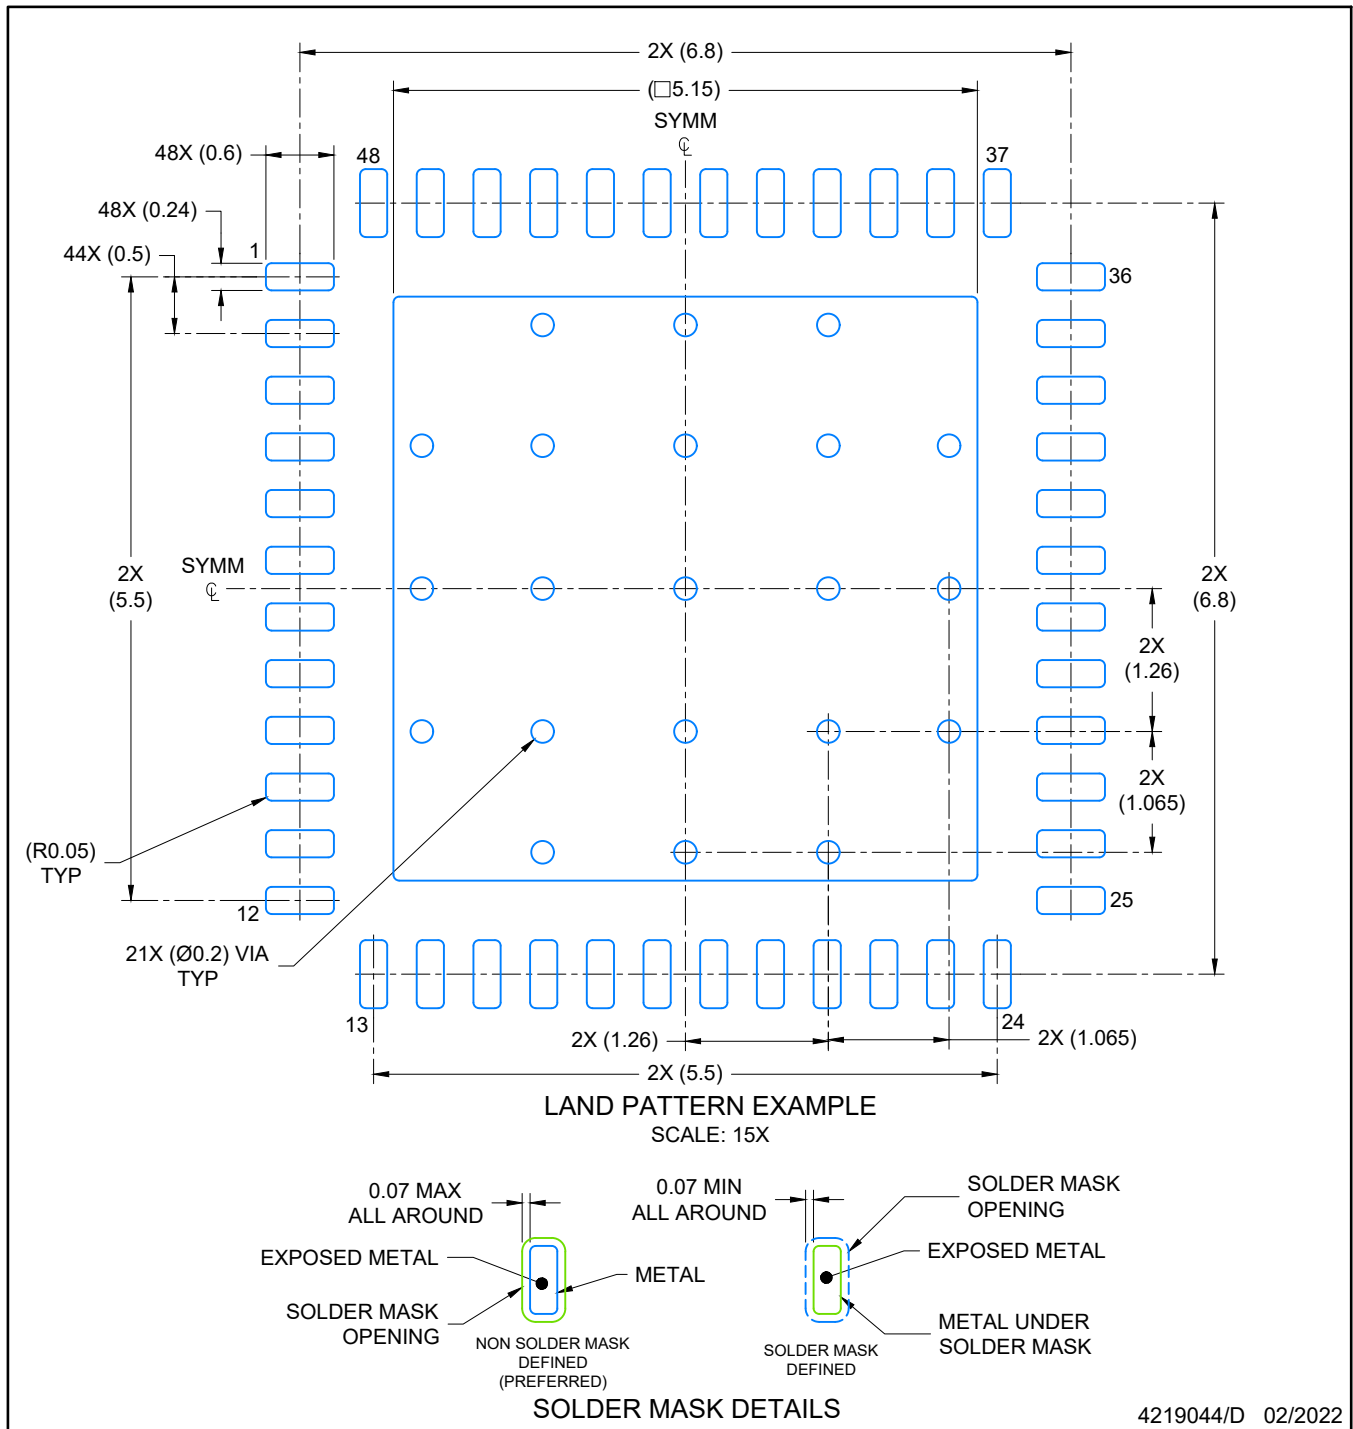 2X (6.8)
(□5.15)
SYMM
℄
48X (0.6)
48
37
48X (0.24)
44X (0.5)
1
36
SYMM
℄
2X
(5.5)
2X
(6.8)
2X
(1.26)
2X
(1.065)
(R0.05)
TYP
12
25
21X (Ø0.2) VIA
TYP
13
24
2X (1.26)
2X (1.065)
2X (5.5)
LAND PATTERN EXAMPLE
SCALE: 15X
0.07 MAX
ALL AROUND
0.07 MIN
ALL AROUND
SOLDER MASK
OPENING
EXPOSED METAL
METAL
EXPOSED METAL
SOLDER MASK
OPENING
METAL UNDER
SOLDER MASK
NON SOLDER MASK
DEFINED
(PREFERRED)
SOLDER MASK
DEFINED
SOLDER MASK DETAILS
4219044/D 02/2022